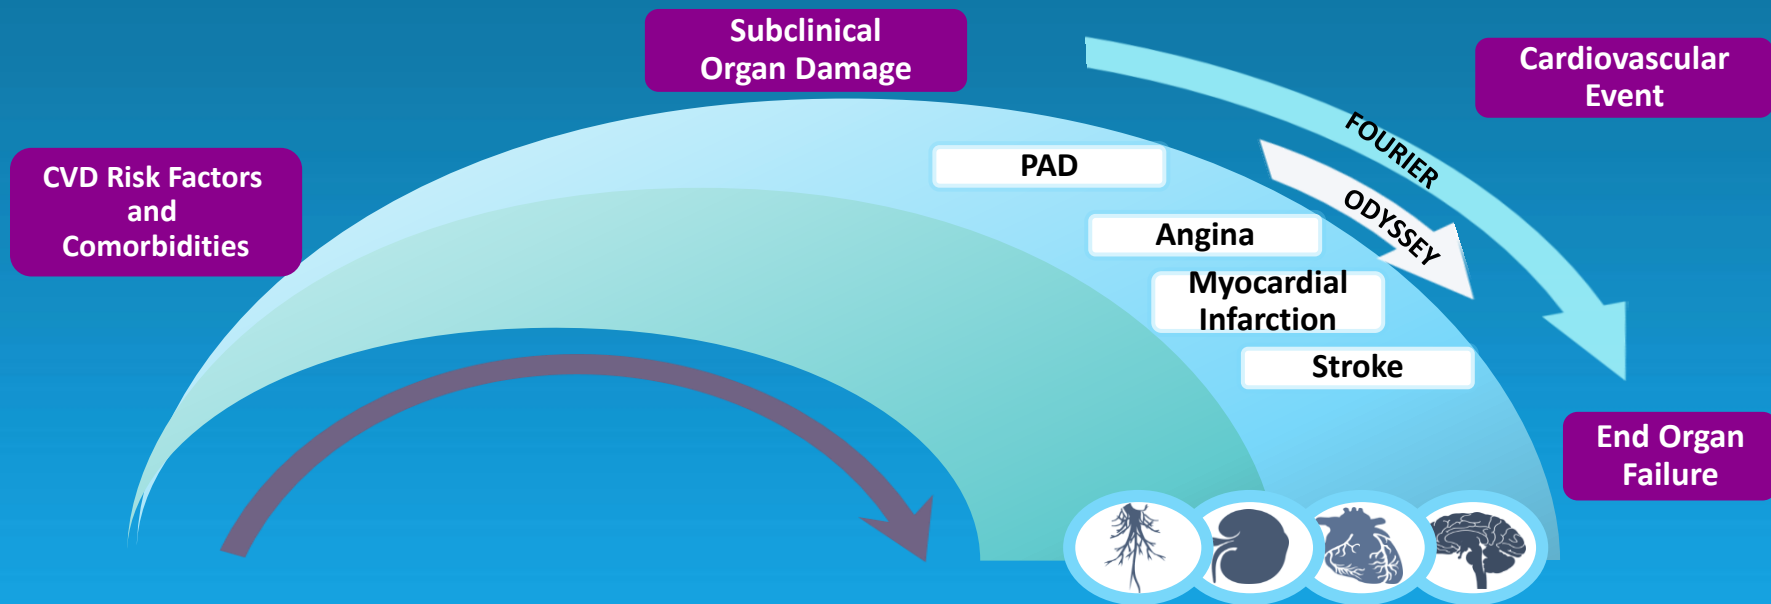 Subclinical
Organ Damage
Cardiovascular
Event
CVD Risk Factors
and
Comorbidities
PAD
FOURIER
ODYSSEY
Angina
Myocardial
Infarction
Stroke
End Organ
Failure